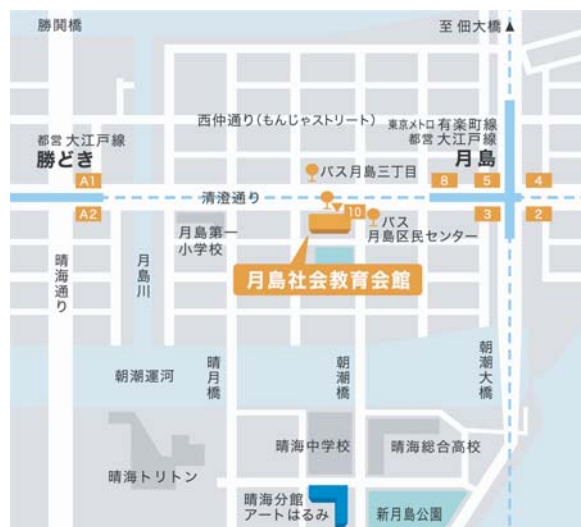 勝鬨橋
至 佃大橋▲
西仲通り(もんじゃストリート)
東京メトロ 有楽町線
都営 大江戸線
月島
都営 大江戸線
勝どき
バス月島三丁目
A1
8
5
4
清澄通り
A2
10
3
2
バス
月島区民センター
月島第一
小学校
月島社会教育会館
晴海通り
月島川
朝潮運河
晴月橋
朝潮橋
朝潮大橋
晴海中学校
晴海総合高校
晴海トリトン
晴海分館
アートはるみ
新月島公園